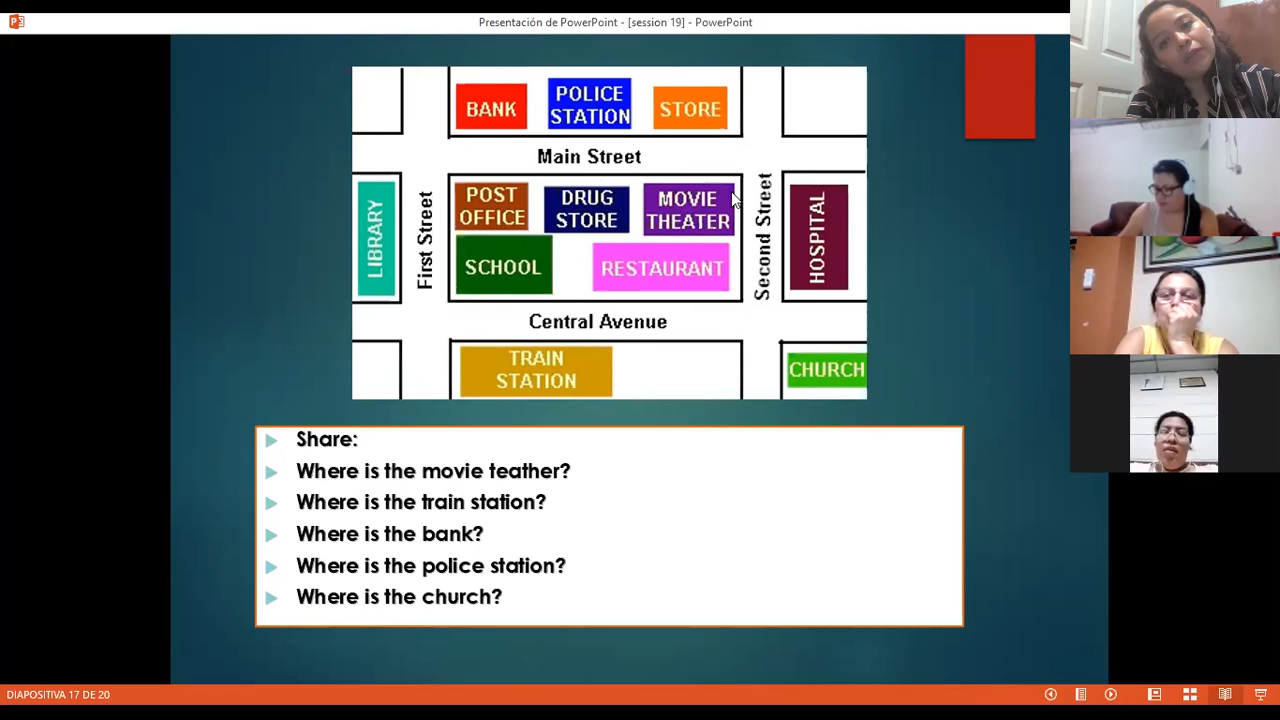 Presentación de PowerPoint - [session 19] - PowerPoint
BANK
POLICE
STATION
STORE
Main Street
LIBRARY
First Street
POST
OFFICE
DRUG
STORE
MOVIE
THEATER
Second Street
HOSPITAL
SCHOOL
RESTAURANT
Central Avenue
TRAIN
STATION
CHURCH
Share:
Where is the movie teather?
Where is the train station?
Where is the bank?
Where is the police station?
Where is the church?
DIAPOSITIVA 17 DE 20